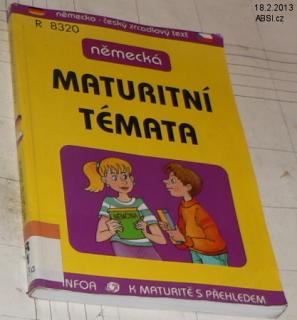 18.2.2013
ABSI.cz
německo - český zrcadlový text
R 8320
německá
MATURITNÍ
TÉMATA
INFOA K MATURITĚ S PŘEHLEDEM